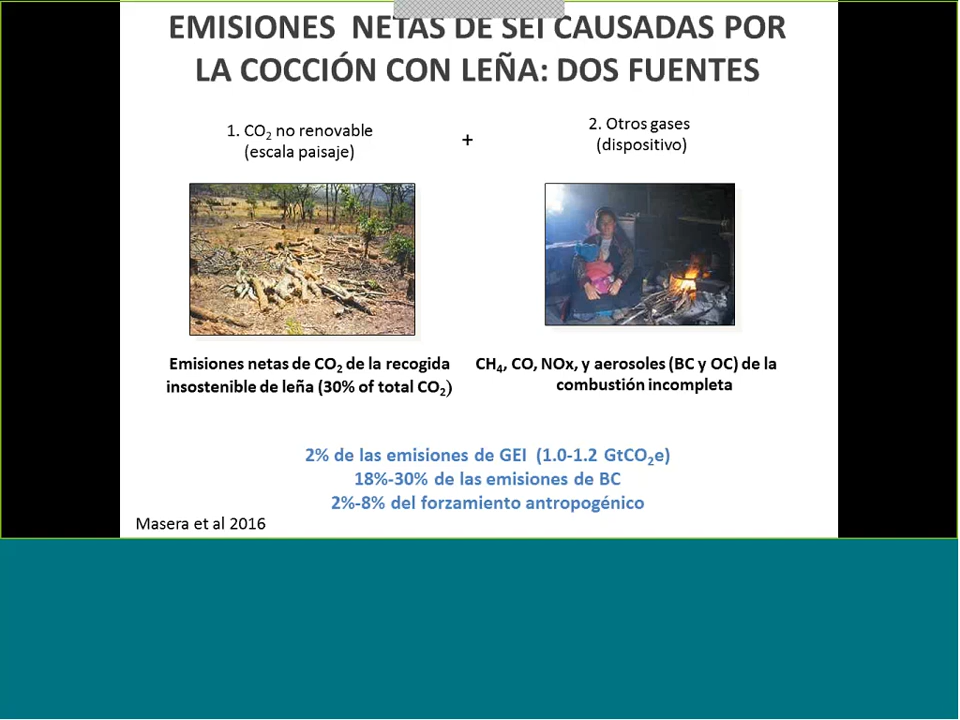 EMISIONES NETAS DE SEI CAUSADAS POR
LA COCCIÓN CON LEÑA: DOS FUENTES
1. CO2 no renovable
(escala paisaje)
+
2. Otros gases
(dispositivo)
Emisiones netas de CO2 de la recogida
insostenible de leña (30% of total CO2)
CH4, CO, NOx, y aerosoles (BC y OC) de la
combustión incompleta
2% de las emisiones de GEI (1.0-1.2 GtCO2e)
18%-30% de las emisiones de BC
2%-8% del forzamiento antropogénico
Masera et al 2016